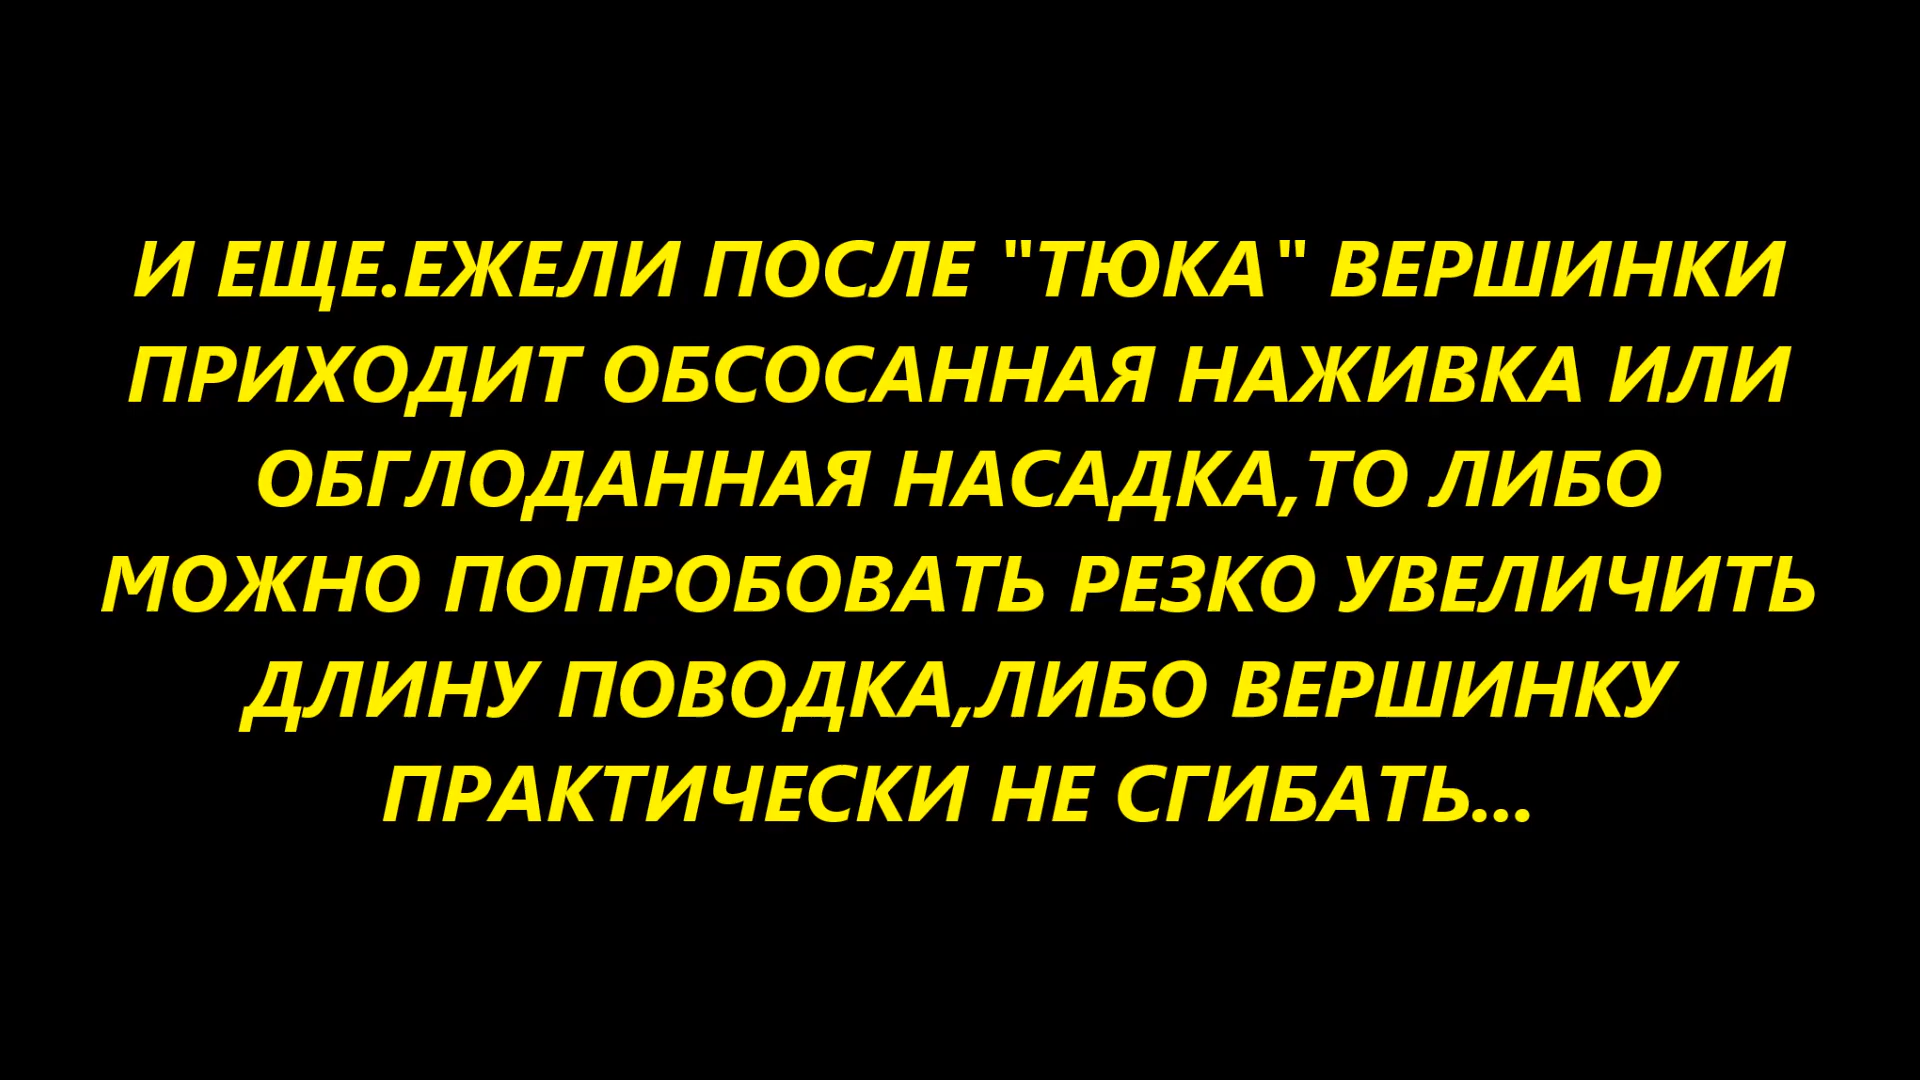 И ЕЩЕ.ЕЖЕЛИ ПОСЛЕ "ТЮКА" ВЕРШИНКИ
ПРИХОДИТ ОБСОСАННАЯ НАЖИВКА ИЛИ
ОБГЛОДАННАЯ НАСАДКА,ТО ЛИБО
МОЖНО ПОПРОБОВАТЬ РЕЗКО УВЕЛИЧИТЬ
ДЛИНУ ПОВОДКА,ЛИБО ВЕРШИНКУ
ПРАКТИЧЕСКИ НЕ СГИБАТЬ...